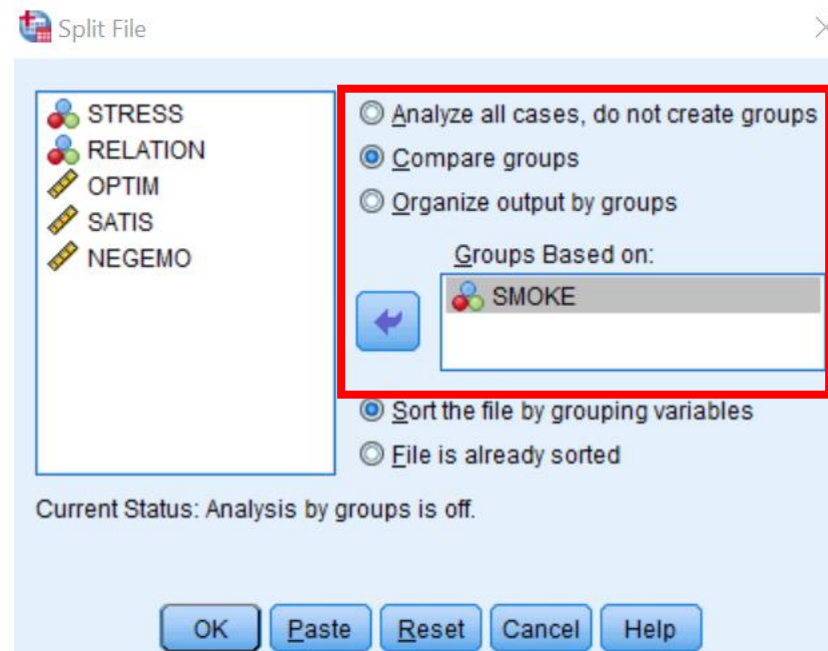 Split File
STRESS
RELATION
OPTIM
SATIS
NEGEMO
Analyze all cases, do not create groups
Compare groups
Organize output by groups
Groups Based on:
SMOKE
Sort the file by grouping variables
File is already sorted
Current Status: Analysis by groups is off.
OK Paste Reset Cancel Help